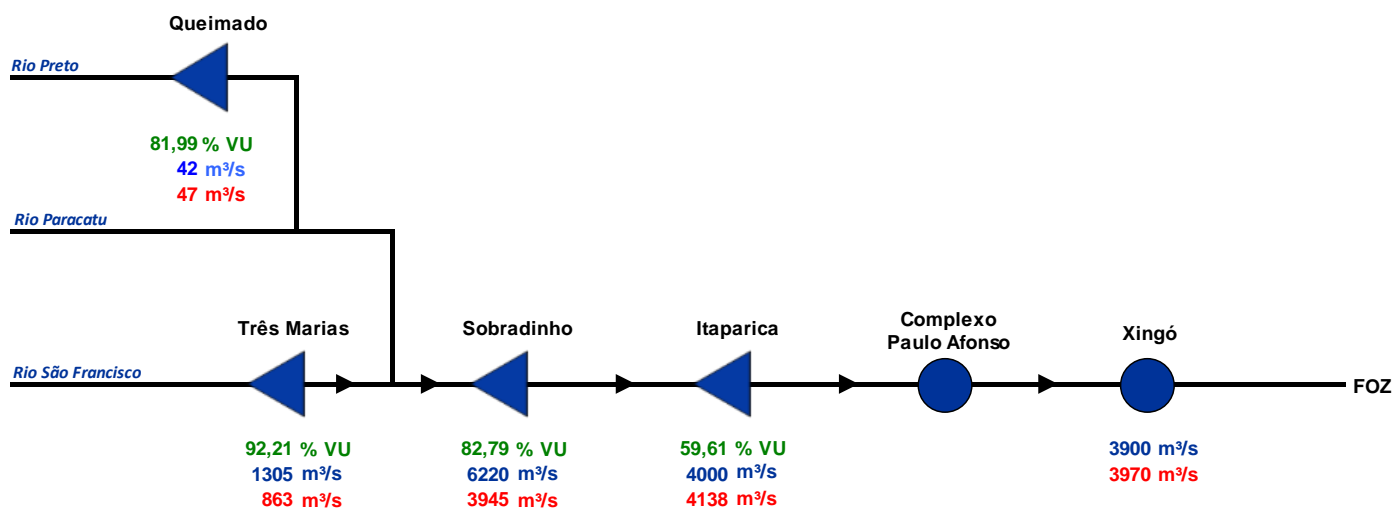 Queimado
Rio Preto
81,99 % VU
42 m³/s
47 m³/s
Rio Paracatu
Três Marias
Sobradinho
Itaparica
Complexo
Paulo Afonso
Xingó
Rio São Francisco
FOZ
92,21 % VU
1305 m³/s
863 m³/s
82,79 % VU
6220 m³/s
3945 m³/s
59,61 % VU
4000 m³/s
4138 m³/s
3900 m³/s
3970 m³/s